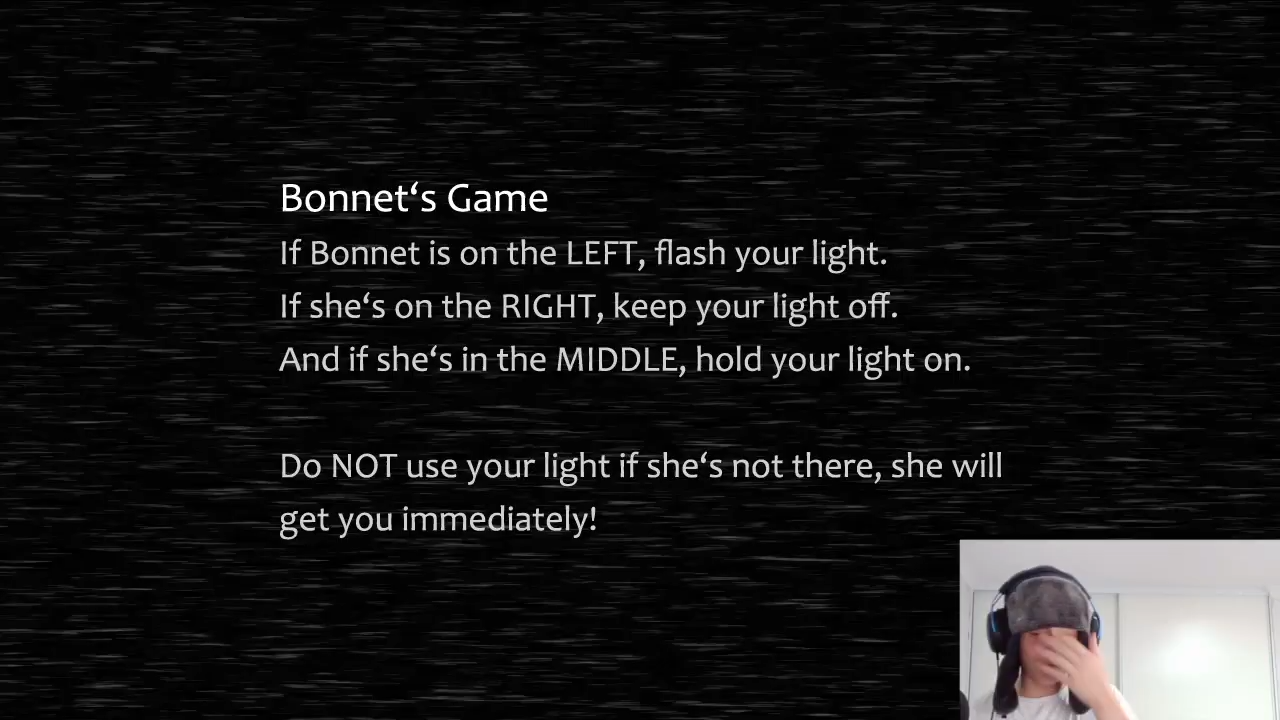 Bonnet‘s Game
If Bonnet is on the LEFT, flash your light.
If she‘s on the RIGHT, keep your light off.
And if she‘s in the MIDDLE, hold your light on.
Do NOT use your light if she‘s not there, she will
get you immediately!